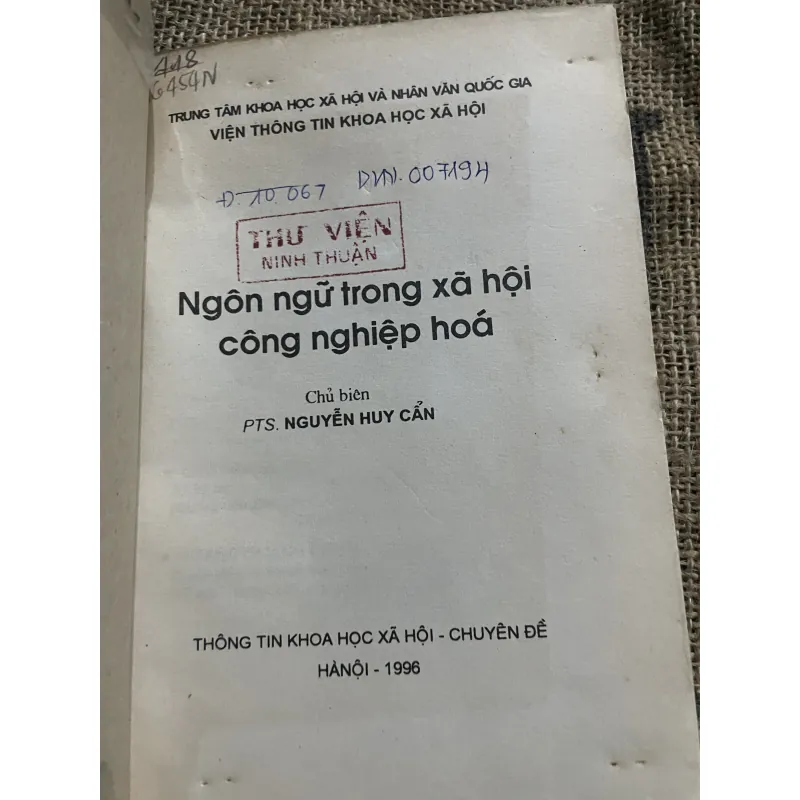 418
G454N
TRUNG TÂM KHOA HỌC XÃ HỘI VÀ NHÂN VĂN QUỐC GIA
VIỆN THÔNG TIN KHOA HỌC XÃ HỘI
Đ.10.067 DVN.007194
THƯ VIỆN
NINH THUẬN
Ngôn ngữ trong xã hội
công nghiệp hoá
Chủ biên
PTS. NGUYỄN HUY CẨN
THÔNG TIN KHOA HỌC XÃ HỘI - CHUYÊN ĐỀ
HÀNỘI - 1996